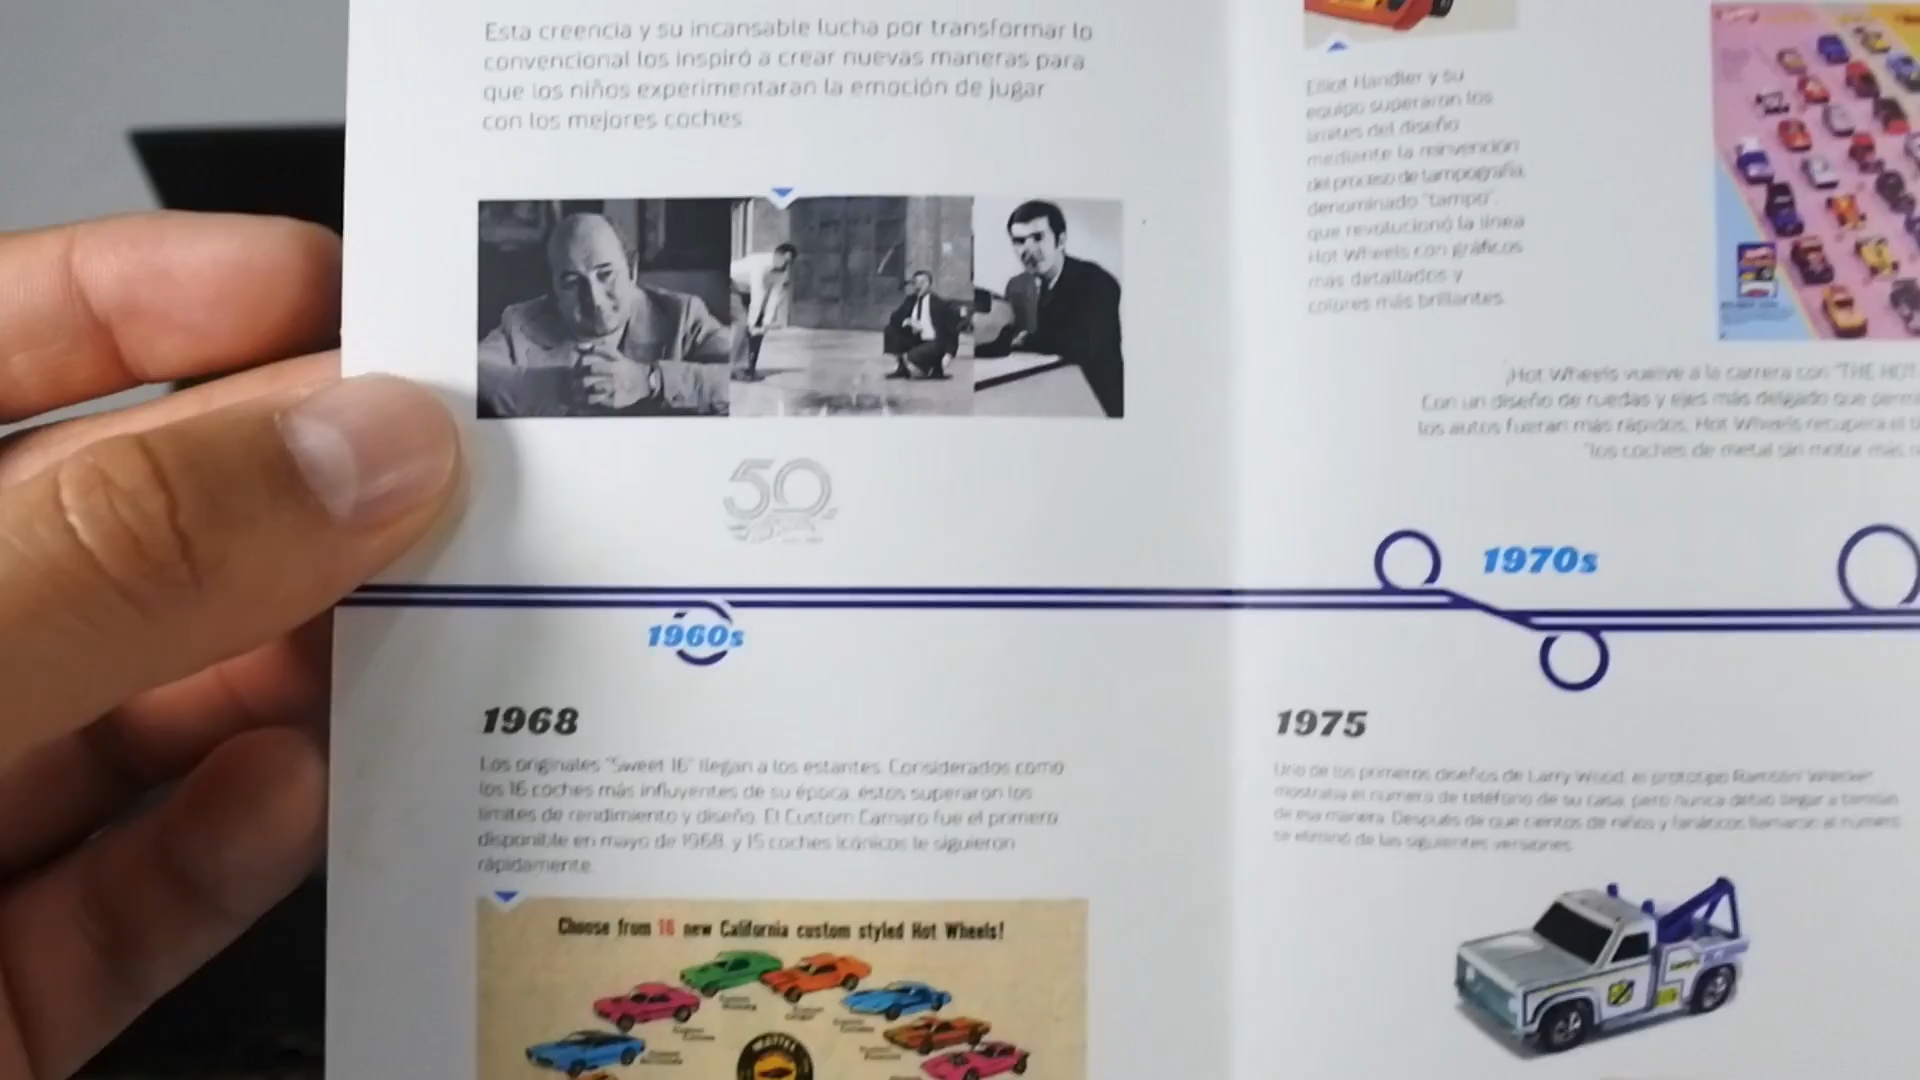 Esta creencia y su incansable lucha por transformar lo
convencional los inspiró a crear nuevas maneras para
que los niños experimentaran la emoción de jugar
con los mejores coches
50
Elliot Handler y su
equipo superaron los
límites del diseño
mediante la reinvención
del proceso de tampografía,
denominado "tampo",
que revolucionó la línea
Hot Wheels con gráficos
más detallados y
colores más brillantes.
¡Hot Wheels vuelve a la carrera con "THE HOT
Con un diseño de ruedas y ejes más delgado que
los autos fueran más rápidos, Hot Wheels recupera el
"los coches de metal sin motor más
1960s
1970s
1968
Los originales "Sweet 16" llegan a los estantes. Considerados como
los 16 coches más influyentes de su época, éstos superaron los
límites de rendimiento y diseño. El Custom Camaro fue el primero
disponible en mayo de 1968, y 15 coches icónicos le siguieron
rápidamente.
Choose from 16 new California custom styled Hot Wheels!
MATTEL
1975
Uno de los primeros diseños de Larry Wood, el prototipo Ramblin' Wrecker
mostraba el número de teléfono de su casa, pero nunca debió llegar a
de esa manera. Después de que cientos de niños y fanáticos llamaron al número
se eliminó de las siguientes versiones.